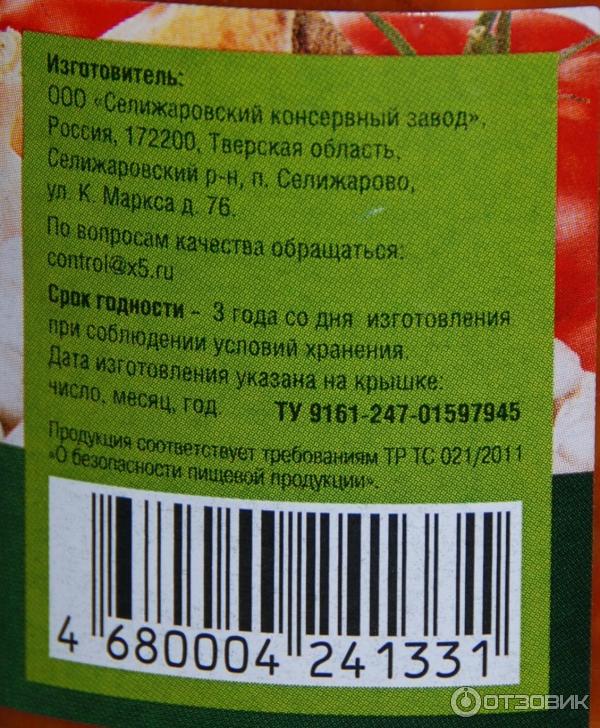 Изготовитель:
ООО «Селижаровский консервный завод»,
Россия, 172200, Тверская область,
Селижаровский р-н, п. Селижарово,
ул. К. Маркса д. 76.
По вопросам качества обращаться:
control@x5.ru
Срок годности - 3 года со дня изготовления
при соблюдении условий хранения.
Дата изготовления указана на крышке:
число, месяц, год.
ТУ 9161-247-01597945
Продукция соответствует требованиям ТР ТС 021/2011
«О безопасности пищевой продукции».
4 680004 241331
ОТЗОВИК